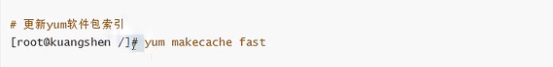 # 更新yum软件包索引
[root@kuangshen /]# yum makecache fast